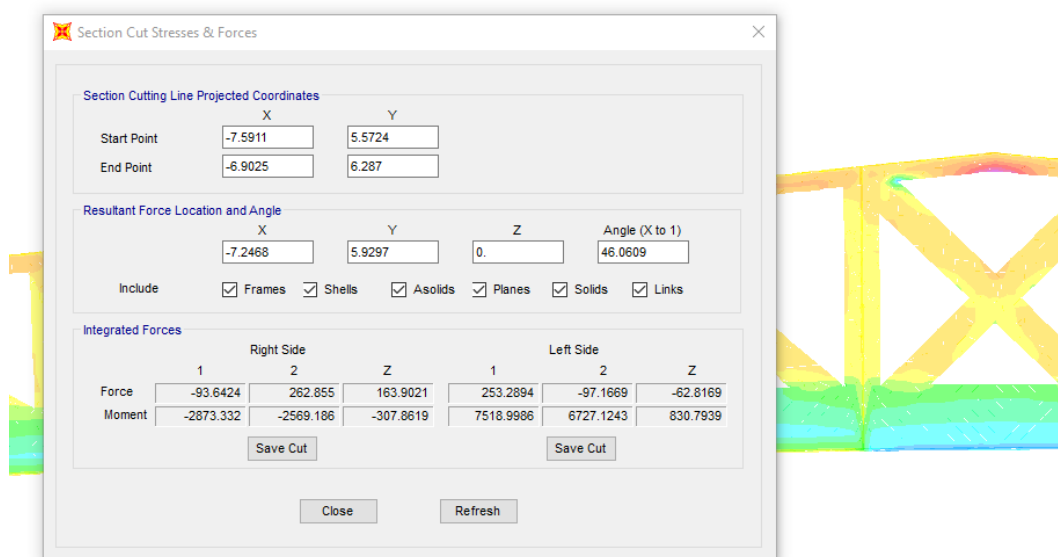 Section Cut Stresses & Forces
Section Cutting Line Projected Coordinates
X Y
Start Point -7.5911 5.5724
End Point -6.9025 6.287
Resultant Force Location and Angle
X Y Z Angle (X to 1)
-7.2468 5.9297 0. 46.0609
Include Frames Shells Asolids Planes Solids Links
Integrated Forces
Right Side Left Side
1 2 Z 1 2 Z
Force -93.6424 262.855 163.9021 253.2894 -97.1669 -62.8169
Moment -2873.332 -2569.186 -307.8619 7518.9986 6727.1243 830.7939
Save Cut Save Cut
Close Refresh